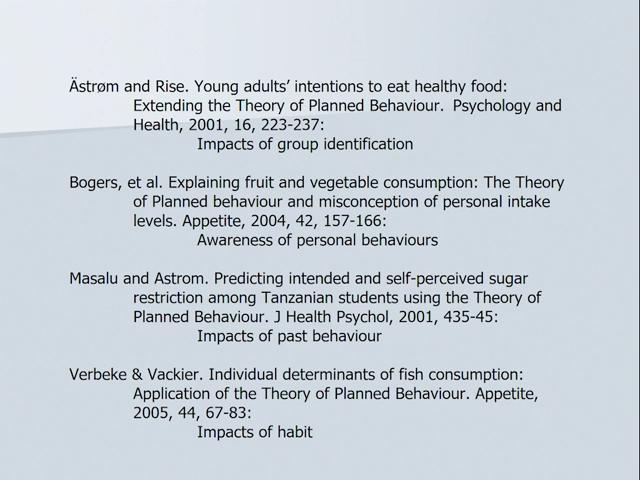 Ästrøm and Rise. Young adults’ intentions to eat healthy food:
Extending the Theory of Planned Behaviour. Psychology and
Health, 2001, 16, 223-237:
Impacts of group identification
Bogers, et al. Explaining fruit and vegetable consumption: The Theory
of Planned behaviour and misconception of personal intake
levels. Appetite, 2004, 42, 157-166:
Awareness of personal behaviours
Masalu and Astrom. Predicting intended and self-perceived sugar
restriction among Tanzanian students using the Theory of
Planned Behaviour. J Health Psychol, 2001, 435-45:
Impacts of past behaviour
Verbeke & Vackier. Individual determinants of fish consumption:
Application of the Theory of Planned Behaviour. Appetite,
2005, 44, 67-83:
Impacts of habit